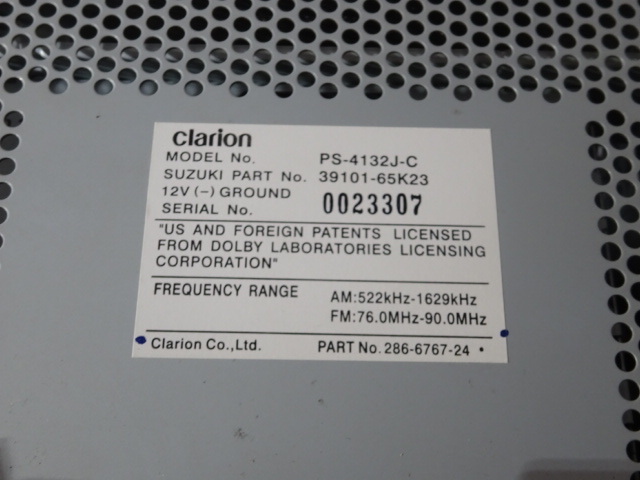 clarion
MODEL No. PS-4132J-C
SUZUKI PART No. 39101-65K23
12V (-) GROUND
SERIAL No. 0023307
"US AND FOREIGN PATENTS LICENSED
FROM DOLBY LABORATORIES LICENSING
CORPORATION"
FREQUENCY RANGE AM:522kHz-1629kHz
FM:76.0MHz-90.0MHz
Clarion Co.,Ltd. PART No. 286-6767-24 •